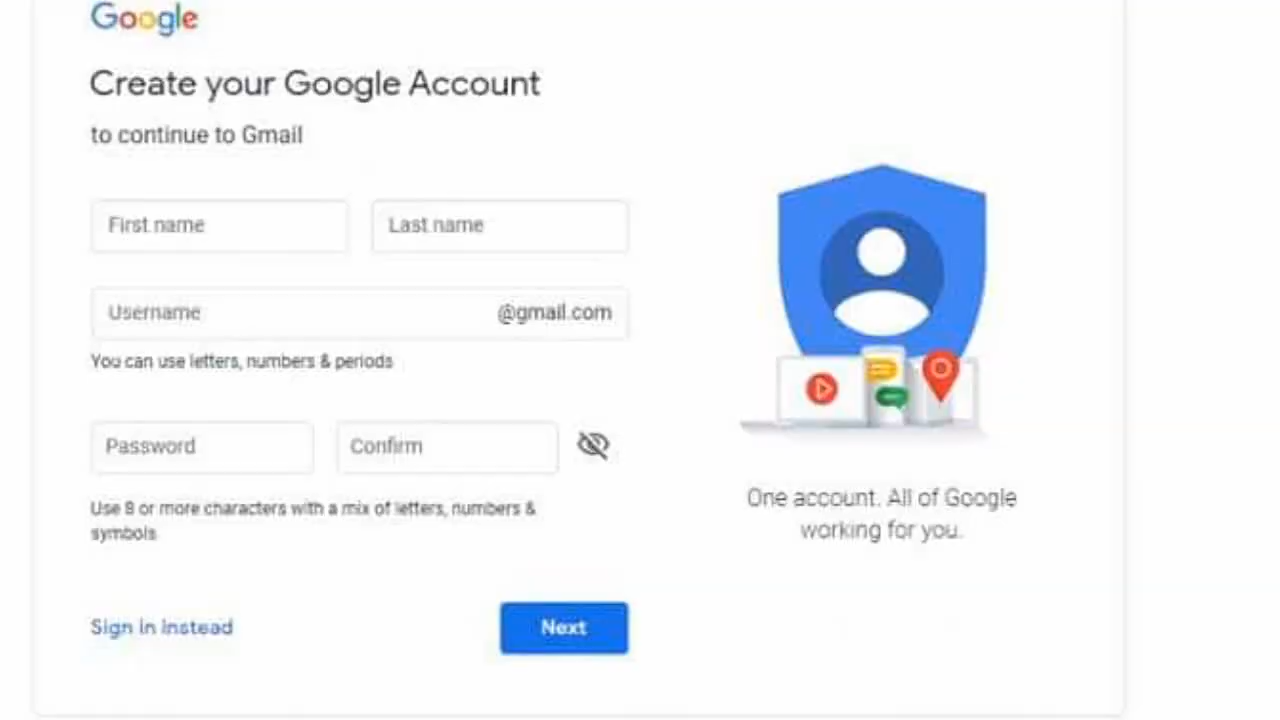 Google
Create your Google Account
to continue to Gmail
First name Last name
Username @gmail.com
You can use letters, numbers & periods
Password Confirm
Use 8 or more characters with a mix of letters, numbers &
symbols
One account. All of Google
working for you.
Sign in instead Next